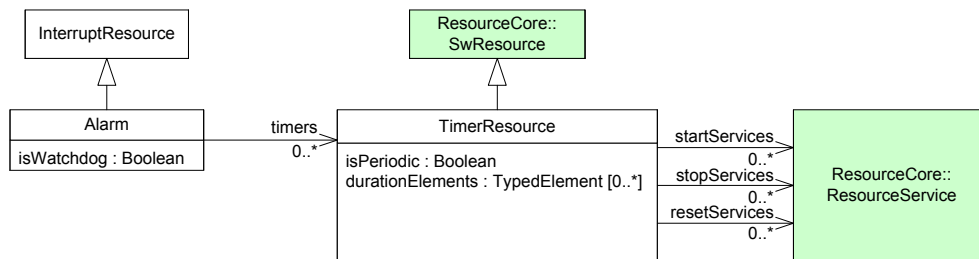 InterruptResource
ResourceCore::
SwResource
Alarm
isWatchdog : Boolean
timers
0..*
TimerResource
isPeriodic : Boolean
durationElements : TypedElement [0..*]
startServices
0..*
stopServices
0..*
resetServices
0..*
ResourceCore::
ResourceService